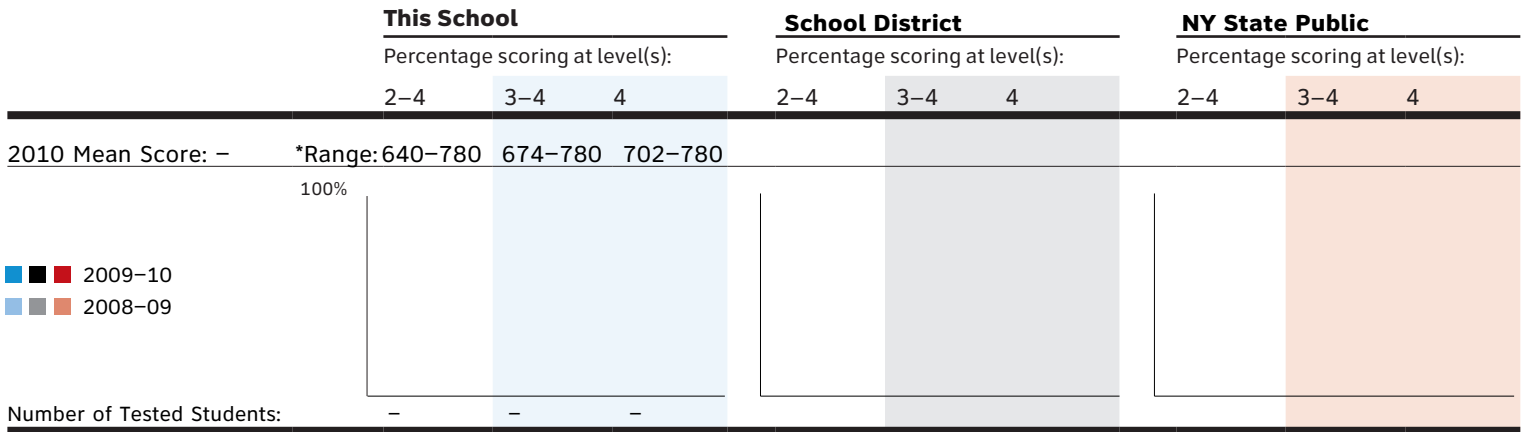 This School School District NY State Public
Percentage scoring at level(s): Percentage scoring at level(s): Percentage scoring at level(s):
2–4 3–4 4 2–4 3–4 4 2–4 3–4 4
2010 Mean Score: – *Range: 640–780 674–780 702–780
100%
2009–10
2008–09
Number of Tested Students: – – –